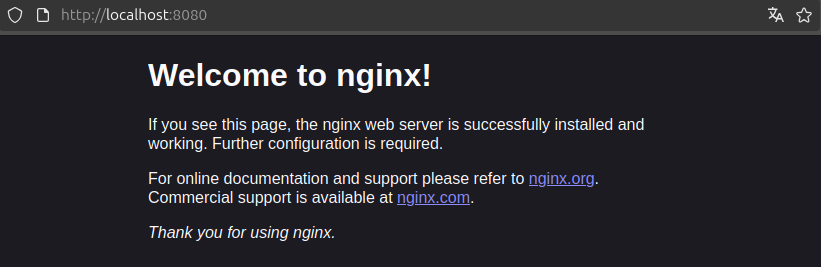 http://localhost:8080
Welcome to nginx!
If you see this page, the nginx web server is successfully installed and
working. Further configuration is required.
For online documentation and support please refer to nginx.org.
Commercial support is available at nginx.com.
Thank you for using nginx.